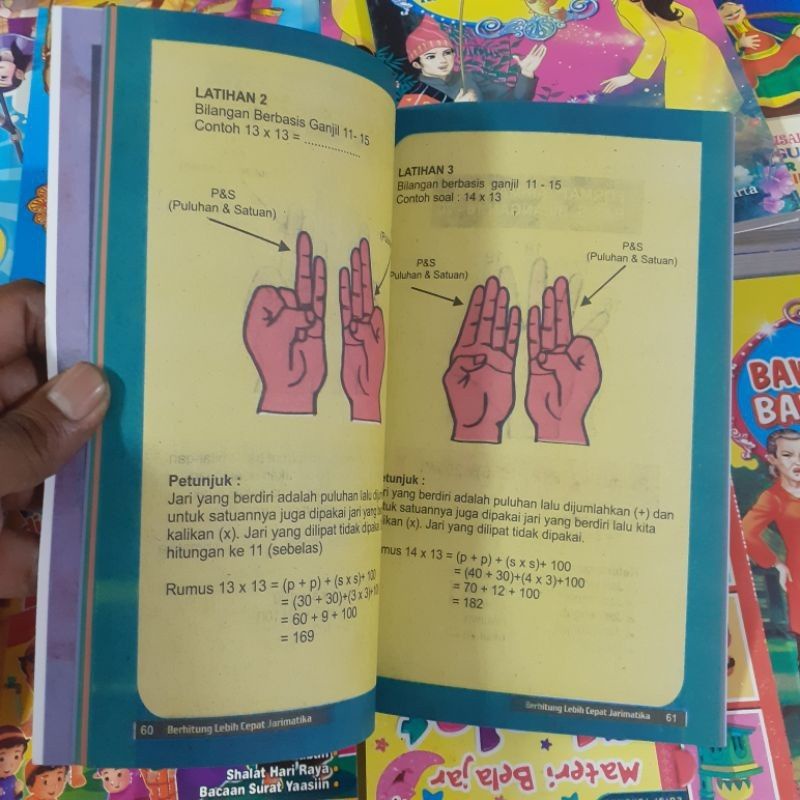 LATIHAN 2
Bilangan Berbasis Ganjil 11- 15
Contoh 13 x 13 = ................
P&S
(Puluhan & Satuan)
Petunjuk :
Jari yang berdiri adalah puluhan lalu
untuk satuannya juga dipakai jari yang
kalikan (x). Jari yang dilipat tidak dipakai
hitungan ke 11 (sebelas)
Rumus 13 x 13 = (p + p) + (s x s)+ 100
= (30 + 30)+(3 x 3)+
= 60 + 9 + 100
= 169
60 Berhitung Lebih Cepat Jarimatika
LATIHAN 3
Bilangan berbasis ganjil 11 - 15
Contoh soal : 14 x 13
P&S
(Puluhan & Satuan)
P&S
Puluhan & Satuan)
etunjuk :
yang berdiri adalah puluhan lalu dijumlahkan (+) dan
uk satuannya juga dipakai jari yang berdiri lalu kita
likan (x). Jari yang dilipat tidak dipakai.
mus 14 x 13 = (p + p) + (s x s)+ 100
= (40 + 30)+(4 x 3)+100
= 70 + 12 + 100
= 182
Berhitung Lebih Cepat Jarimatika 61
Shalat Hari Raya
Bacaan Surat Yaasiin
Materi Belajar